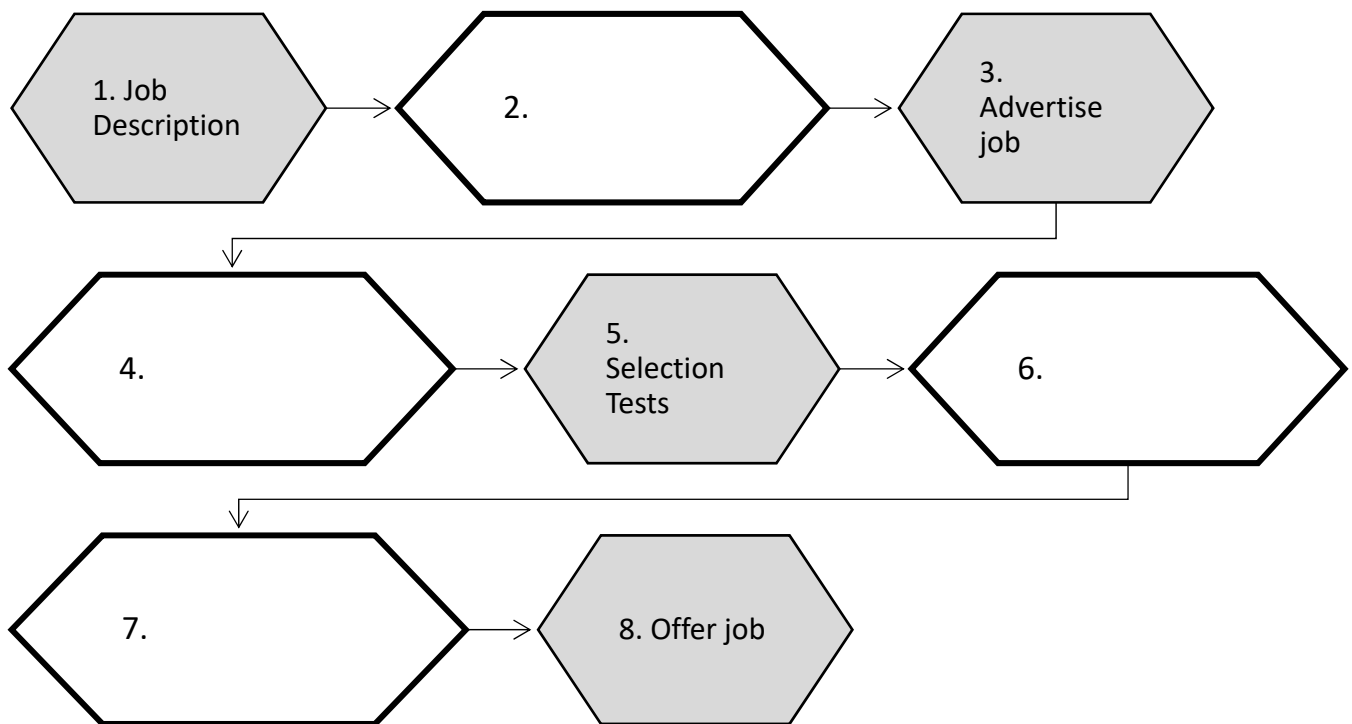 1. Job
Description
2.
3.
Advertise
job
4.
5.
Selection
Tests
6.
7.
8. Offer job